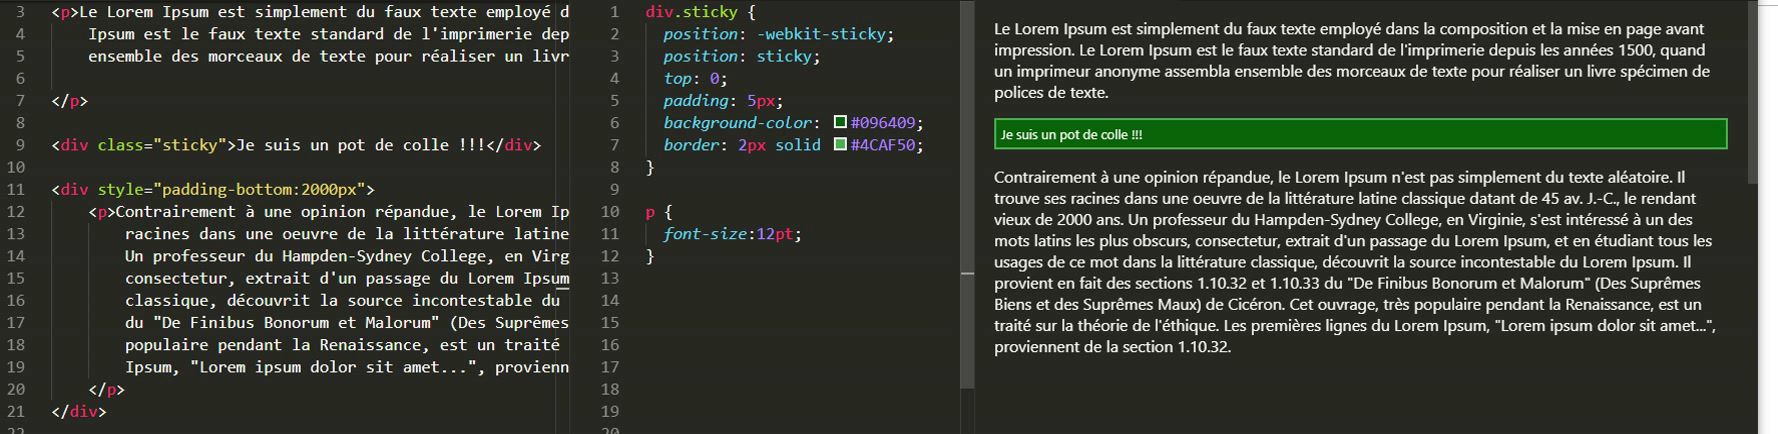 3 <p>Le Lorem Ipsum est simplement du faux texte employé d
4 Ipsum est le faux texte standard de l'imprimerie dep
5 ensemble des morceaux de texte pour réaliser un livr
6
7 </p>
8
9 <div class="sticky">Je suis un pot de colle !!!</div>
10
11 <div style="padding-bottom:2000px">
12 <p>Contrairement à une opinion répandue, le Lorem Ip
13 racines dans une oeuvre de la littérature latine
14 Un professeur du Hampden-Sydney College, en Virg
15 consectetur, extrait d'un passage du Lorem Ipsum
16 classique, découvrit la source incontestable du
17 du "De Finibus Bonorum et Malorum" (Des Suprêmes
18 populaire pendant la Renaissance, est un traité
19 Ipsum, "Lorem ipsum dolor sit amet...", provienn
20 </p>
21 </div>
22
1 div.sticky {
2 position: -webkit-sticky;
3 position: sticky;
4 top: 0;
5 padding: 5px;
6 background-color: #096409;
7 border: 2px solid #4CAF50;
8 }
9
10 p {
11 font-size:12pt;
12 }
13
14
15
16
17
18
19
20
Le Lorem Ipsum est simplement du faux texte employé dans la composition et la mise en page avant
impression. Le Lorem Ipsum est le faux texte standard de l'imprimerie depuis les années 1500, quand
un imprimeur anonyme assembla ensemble des morceaux de texte pour réaliser un livre spécimen de
polices de texte.
Je suis un pot de colle !!!
Contrairement à une opinion répandue, le Lorem Ipsum n'est pas simplement du texte aléatoire. Il
trouve ses racines dans une oeuvre de la littérature latine classique datant de 45 av. J.-C., le rendant
vieux de 2000 ans. Un professeur du Hampden-Sydney College, en Virginie, s'est intéressé à un des
mots latins les plus obscurs, consectetur, extrait d'un passage du Lorem Ipsum, et en étudiant tous les
usages de ce mot dans la littérature classique, découvrit la source incontestable du Lorem Ipsum. Il
provient en fait des sections 1.10.32 et 1.10.33 du "De Finibus Bonorum et Malorum" (Des Suprêmes
Biens et des Suprêmes Maux) de Cicéron. Cet ouvrage, très populaire pendant la Renaissance, est un
traité sur la théorie de l'éthique. Les premières lignes du Lorem Ipsum, "Lorem ipsum dolor sit amet...",
proviennent de la section 1.10.32.